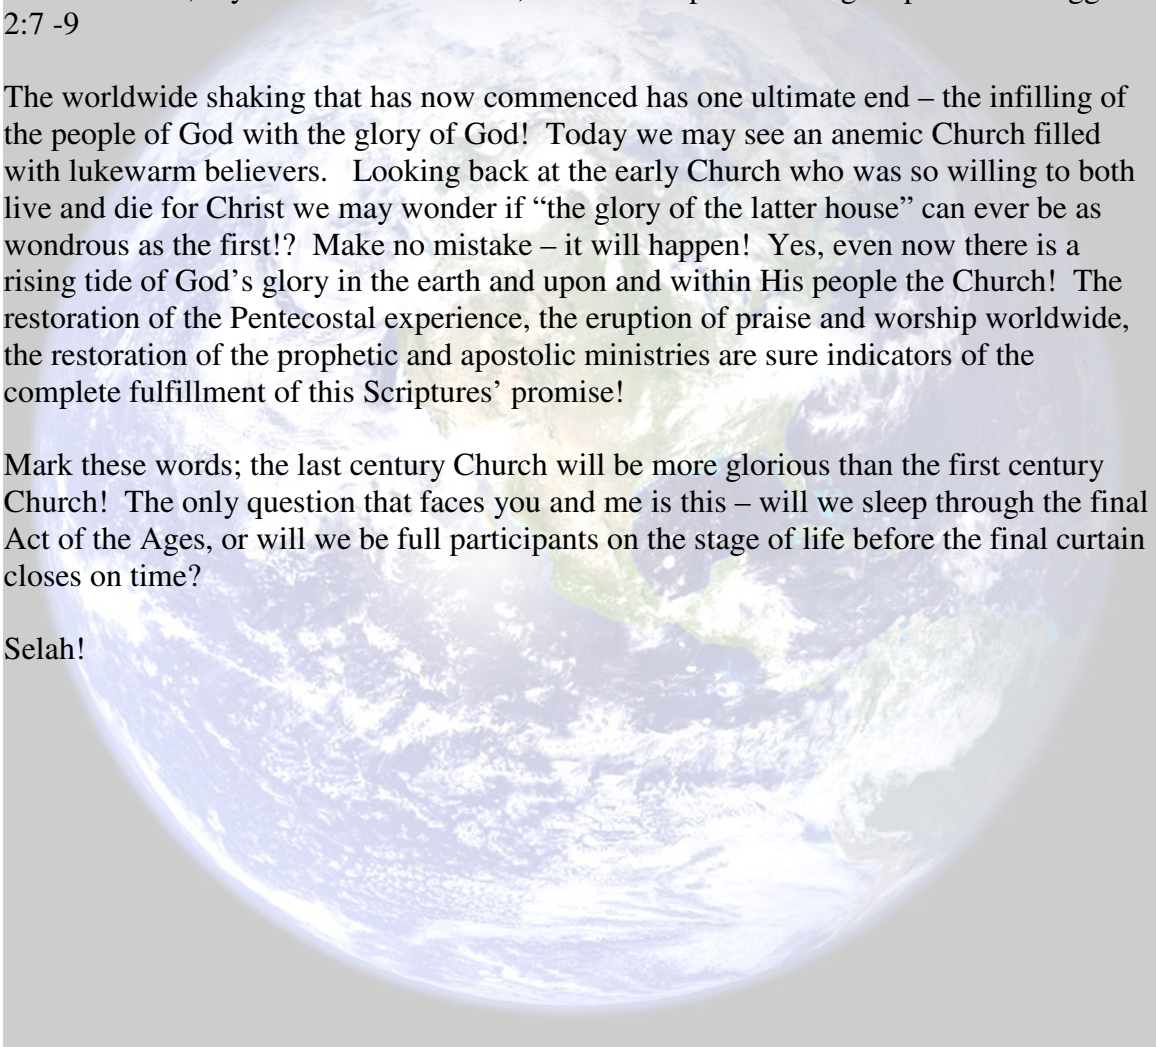 2:7 -9
The worldwide shaking that has now commenced has one ultimate end – the infilling of
the people of God with the glory of God!  Today we may see an anemic Church filled
with lukewarm believers.   Looking back at the early Church who was so willing to both
live and die for Christ we may wonder if “the glory of the latter house” can ever be as
wondrous as the first!?  Make no mistake – it will happen!  Yes, even now there is a
rising tide of God’s glory in the earth and upon and within His people the Church!  The
restoration of the Pentecostal experience, the eruption of praise and worship worldwide,
the restoration of the prophetic and apostolic ministries are sure indicators of the
complete fulfillment of this Scriptures’ promise!
Mark these words; the last century Church will be more glorious than the first century
Church!  The only question that faces you and me is this – will we sleep through the final
Act of the Ages, or will we be full participants on the stage of life before the final curtain
closes on time?
Selah!